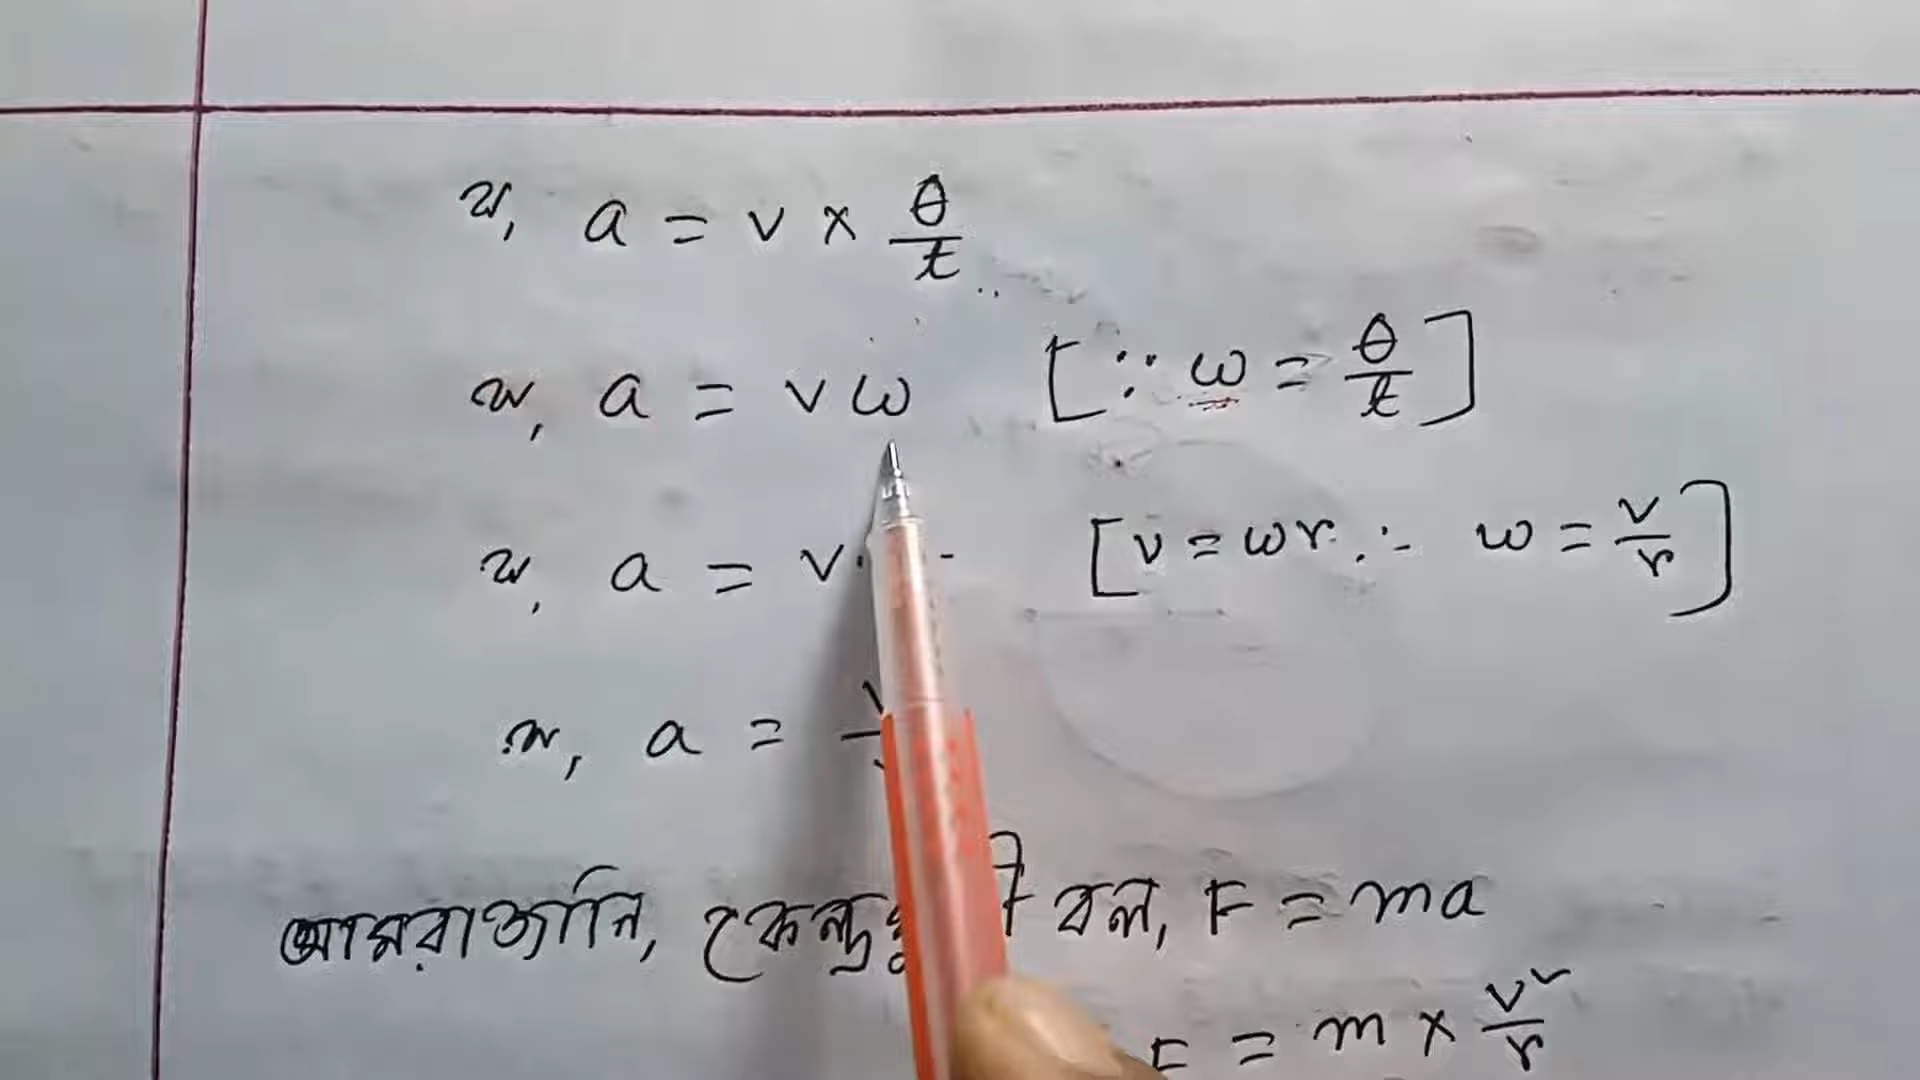 বা, a = v × θ/t
বা, a = vω [∵ ω = θ/t]
বা, a = v. [v = ωr ∴ ω = v/r]
বা, a =
আমরা জানি, বল, F = ma
F = m × v²/r